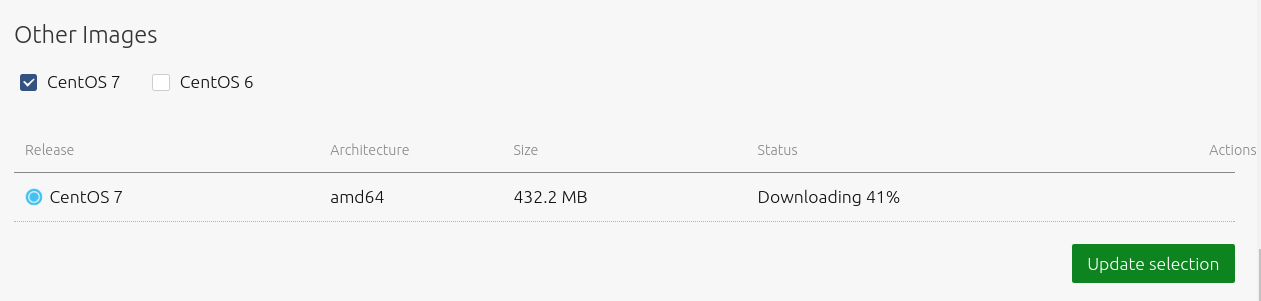 Other Images
CentOS 7 CentOS 6
Release Architecture Size Status Actions
CentOS 7 amd64 432.2 MB Downloading 41%
Update selection